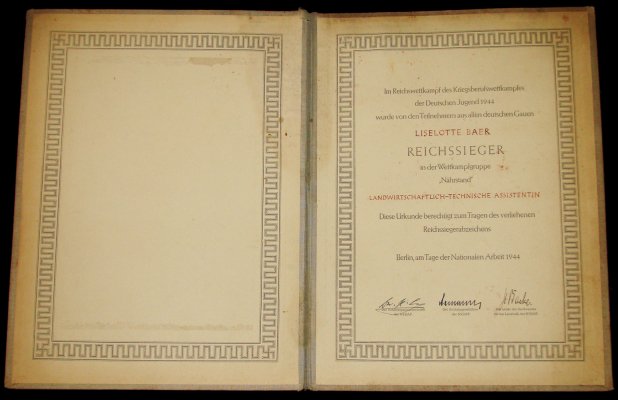 Im Reichswettkampf des Kriegsberufswettkampfes
der Deutschen Jugend 1944
wurde von den Teilnehmern aus allen deutschen Gauen
LISELOTTE BAER
REICHSSIEGER
in der Wettkampfgruppe
„Nährstand"
LANDWIRTSCHAFTLICH-TECHNISCHE ASSISTENTIN
Diese Urkunde berechtigt zum Tragen des verliehenen
Reichssiegerabzeichens
Berlin, am Tage der Nationalen Arbeit 1944
der NSDAP